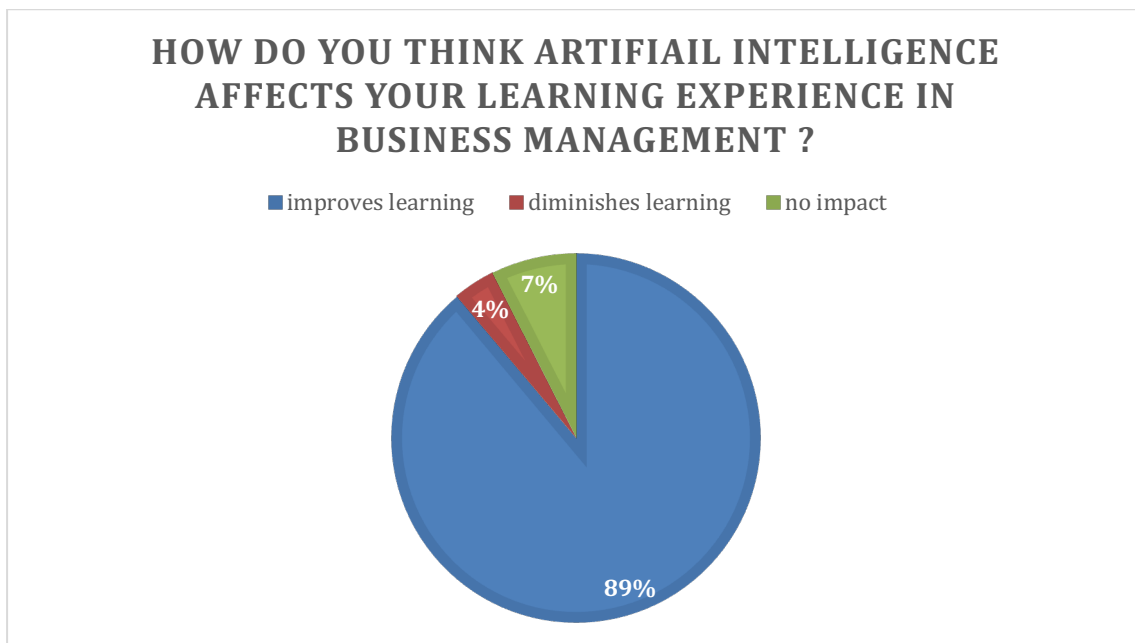 HOW DO YOU THINK ARTIFIAIL INTELLIGENCE
AFFECTS YOUR LEARNING EXPERIENCE IN
BUSINESS MANAGEMENT ?
improves learning diminishes learning no impact
7%
4%
89%